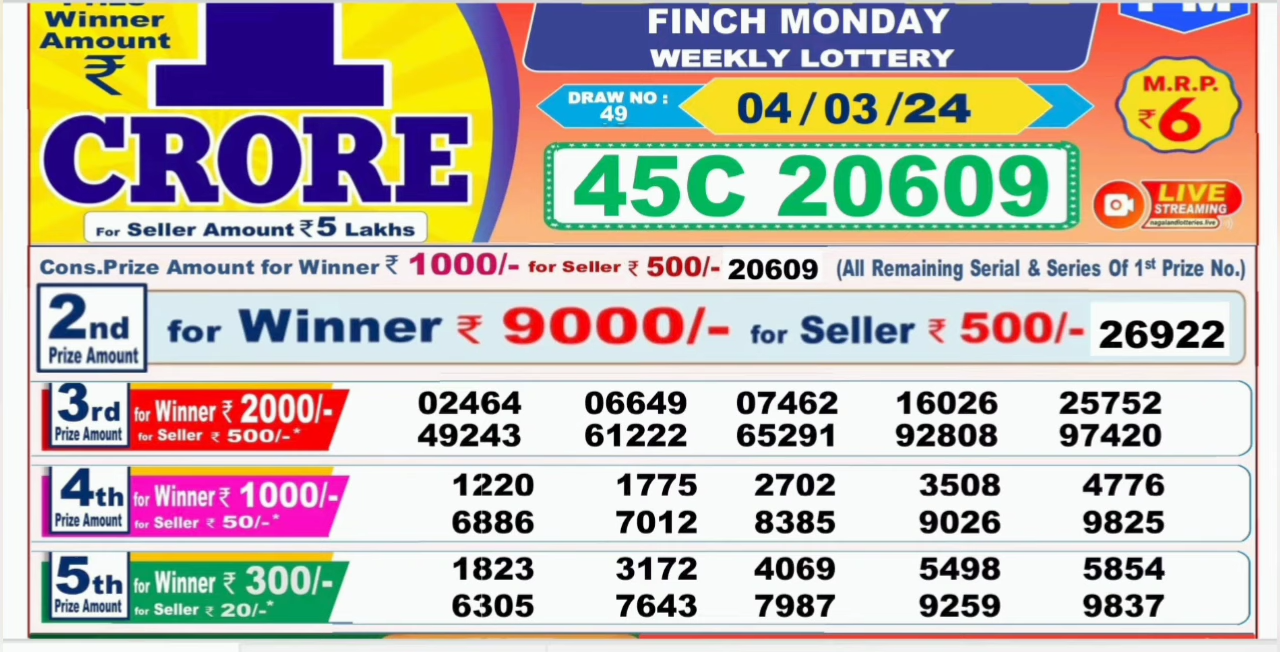 Winner
Amount
₹
1
CRORE
For Seller Amount ₹5 Lakhs
FINCH MONDAY
WEEKLY LOTTERY
DRAW NO :
49
04/03/24
45C 20609
PM
M.R.P.
₹6
LIVE
STREAMING
nagalandlotteries.live
Cons.Prize Amount for Winner ₹ 1000/- for Seller ₹ 500/- 20609 (All Remaining Serial & Series Of 1st Prize No.)
2nd
Prize Amount
for Winner ₹ 9000/- for Seller ₹ 500/- 26922
3rd
Prize Amount
for Winner ₹ 2000/-
for Seller ₹ 500/-*
02464 06649 07462 16026 25752
49243 61222 65291 92808 97420
4th
Prize Amount
for Winner ₹ 1000/-
for Seller ₹ 50/-*
1220 1775 2702 3508 4776
6886 7012 8385 9026 9825
5th
Prize Amount
for Winner ₹ 300/-
for Seller ₹ 20/-*
1823 3172 4069 5498 5854
6305 7643 7987 9259 9837